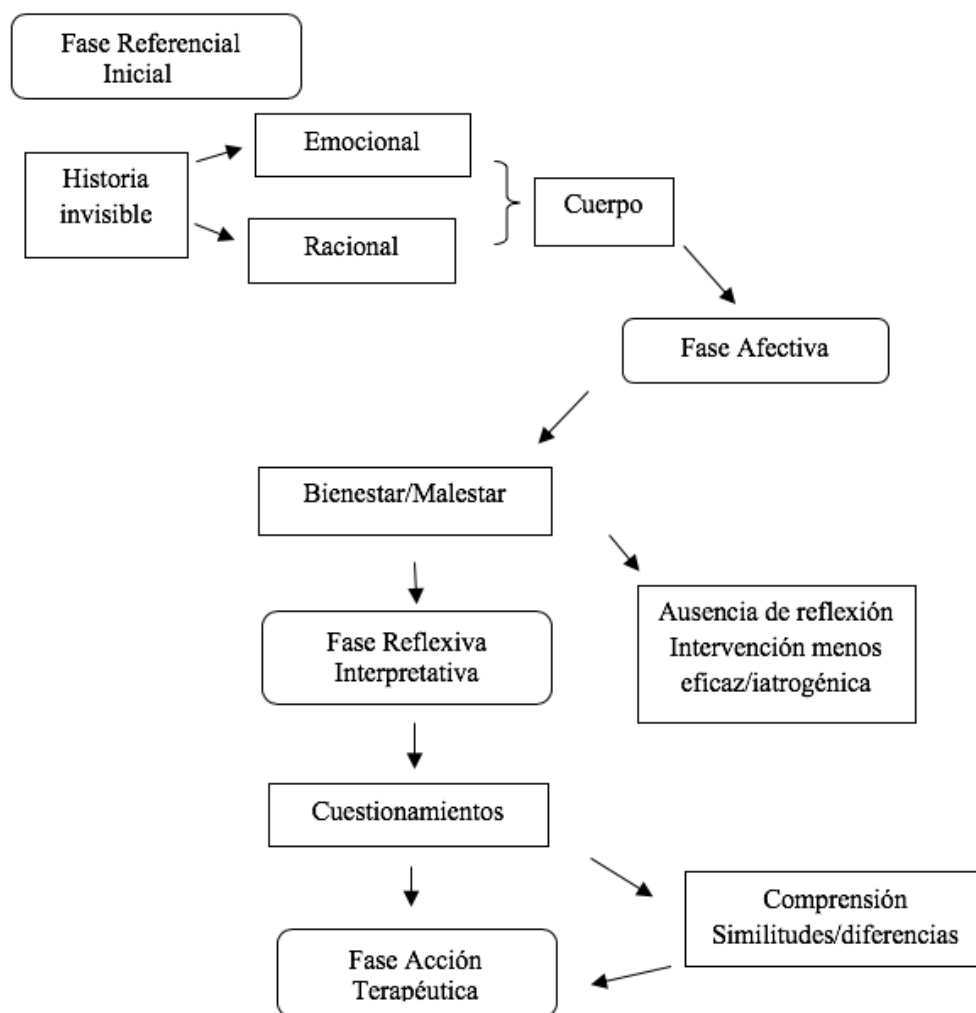 Fase Referencial
Inicial
Emocional
Historia
invisible
Racional
Cuerpo
Fase Afectiva
Bienestar/Malestar
Ausencia de reflexión
Intervención menos
eficaz/iatrogénica
Fase Reflexiva
Interpretativa
Cuestionamientos
Comprensión
Similitudes/diferencias
Fase Acción
Terapéutica